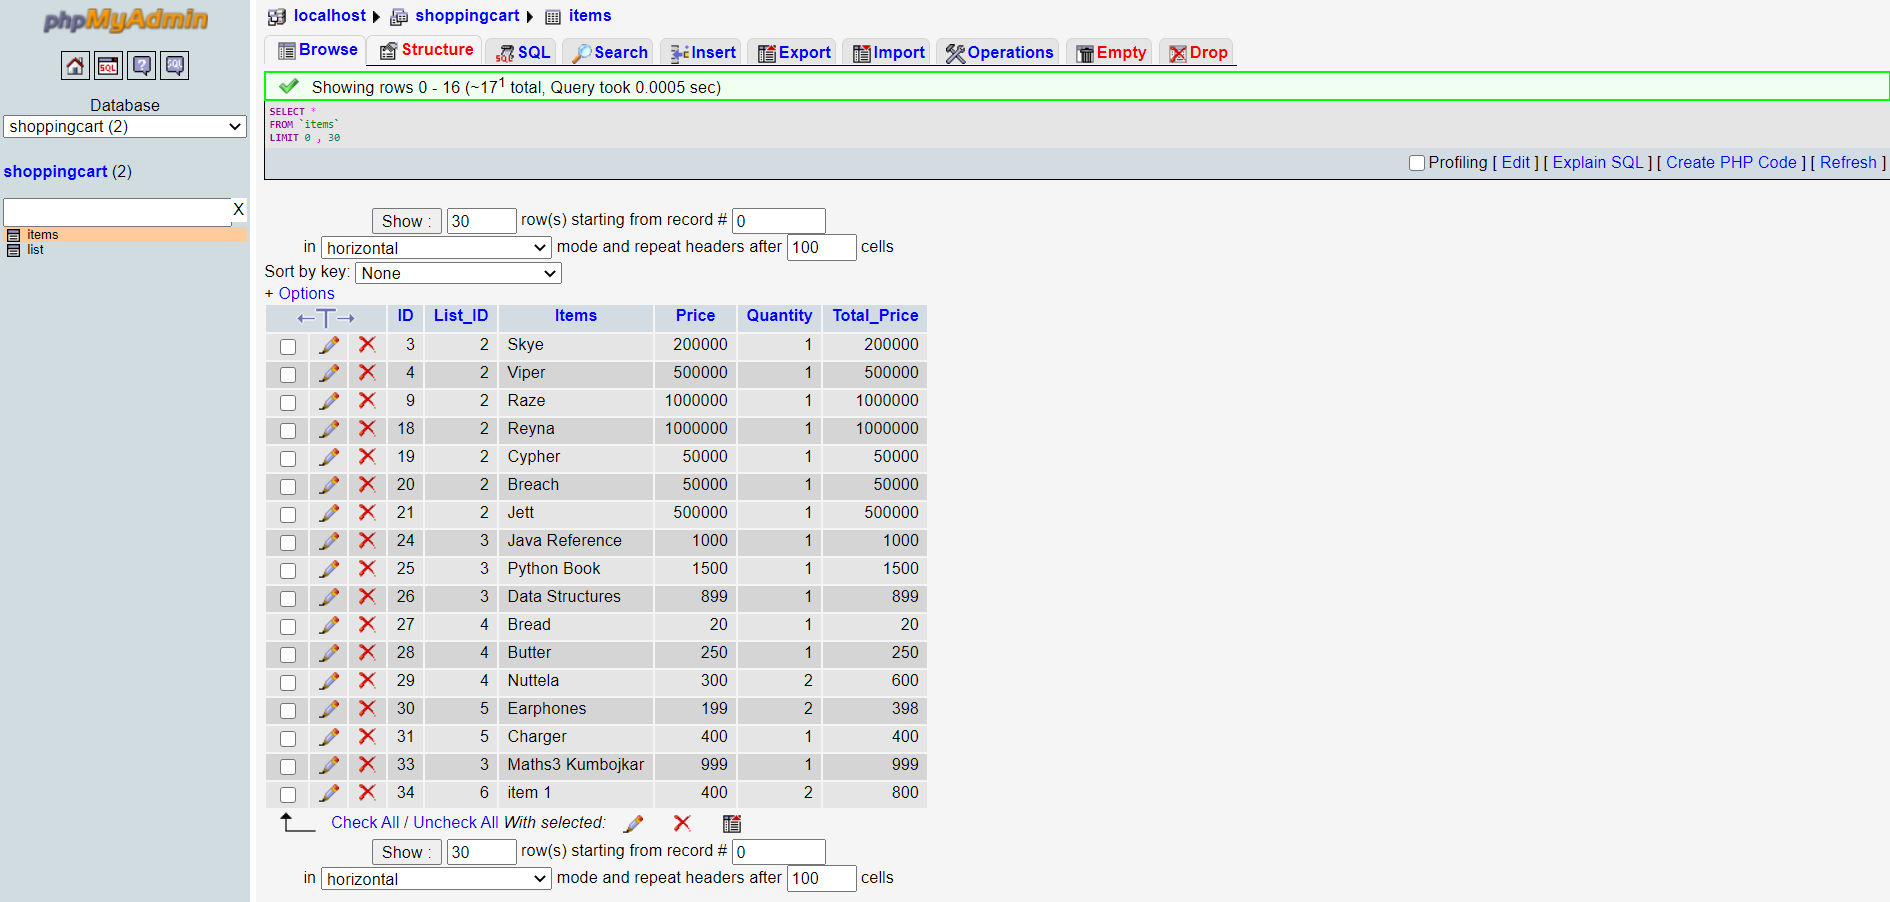 phpMyAdmin
Database
shoppingcart (2)
shoppingcart (2)
X
items
list
localhost ▶ shoppingcart ▶ items
Browse Structure SQL Search Insert Export Import Operations Empty Drop
Showing rows 0 - 16 (~17¹ total, Query took 0.0005 sec)
SELECT *
FROM `items`
LIMIT 0 , 30
Profiling [ Edit ] [ Explain SQL ] [ Create PHP Code ] [ Refresh ]
Show : 30 row(s) starting from record # 0
in horizontal mode and repeat headers after 100 cells
Sort by key: None
+ Options
←T→ ID List_ID Items Price Quantity Total_Price
3 2 Skye 200000 1 200000
4 2 Viper 500000 1 500000
9 2 Raze 1000000 1 1000000
18 2 Reyna 1000000 1 1000000
19 2 Cypher 50000 1 50000
20 2 Breach 50000 1 50000
21 2 Jett 500000 1 500000
24 3 Java Reference 1000 1 1000
25 3 Python Book 1500 1 1500
26 3 Data Structures 899 1 899
27 4 Bread 20 1 20
28 4 Butter 250 1 250
29 4 Nuttela 300 2 600
30 5 Earphones 199 2 398
31 5 Charger 400 1 400
33 3 Maths3 Kumbojkar 999 1 999
34 6 item 1 400 2 800
Check All / Uncheck All With selected:
Show : 30 row(s) starting from record # 0
in horizontal mode and repeat headers after 100 cells